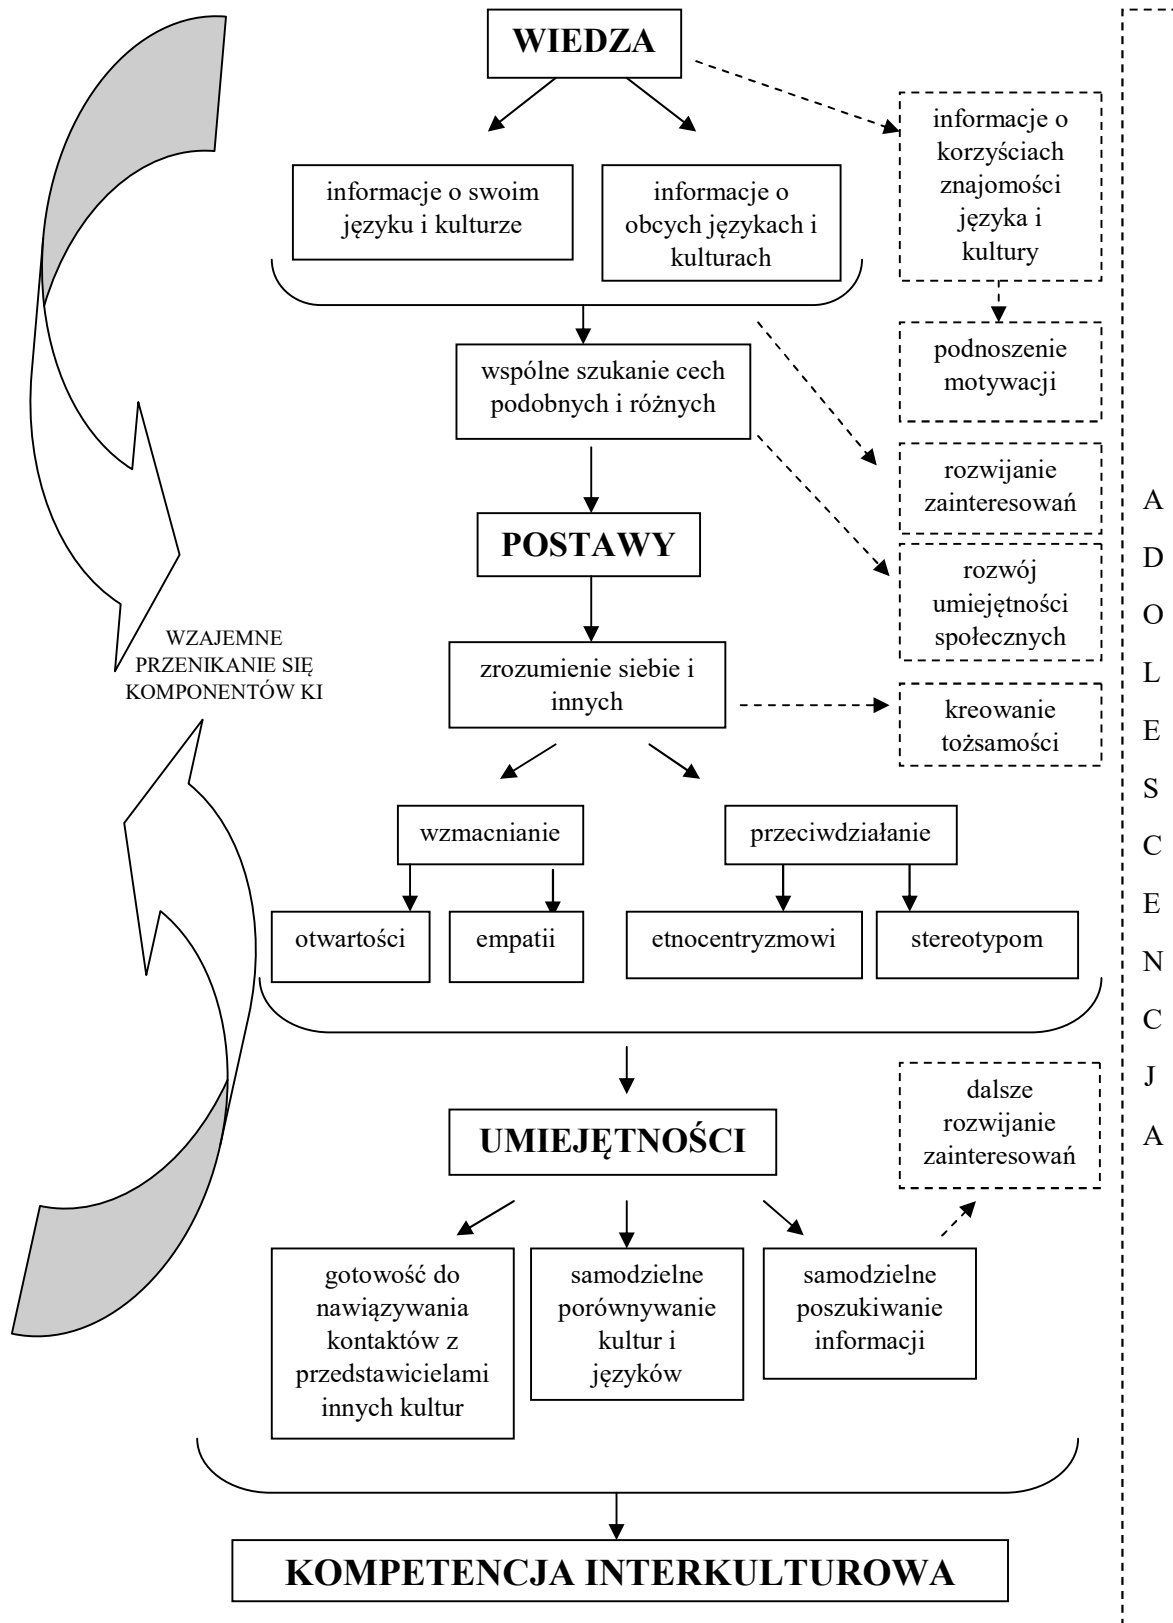 WIEDZA
informacje o
korzyściach
znajomości
języka i
kultury
informacje o swoim
języku i kulturze
informacje o
obcych językach i
kulturach
podnoszenie
motywacji
wspólne szukanie cech
podobnych i różnych
rozwijanie
zainteresowań
POSTAWY
rozwój
umiejętności
społecznych
WZAJEMNE
PRZENIKANIE SIĘ
KOMPONENTÓW KI
zrozumienie siebie i
innych
kreowanie
tożsamości
wzmacnianie
przeciwdziałanie
otwartości
empatii
etnocentryzmowi
stereotypom
dalsze
rozwijanie
zainteresowań
UMIEJĘTNOŚCI
gotowość do
nawiązywania
kontaktów z
przedstawicielami
innych kultur
samodzielne
porównywanie
kultur i
języków
samodzielne
poszukiwanie
informacji
KOMPETENCJA INTERKULTUROWA
A
D
O
L
E
S
C
E
N
C
J
A